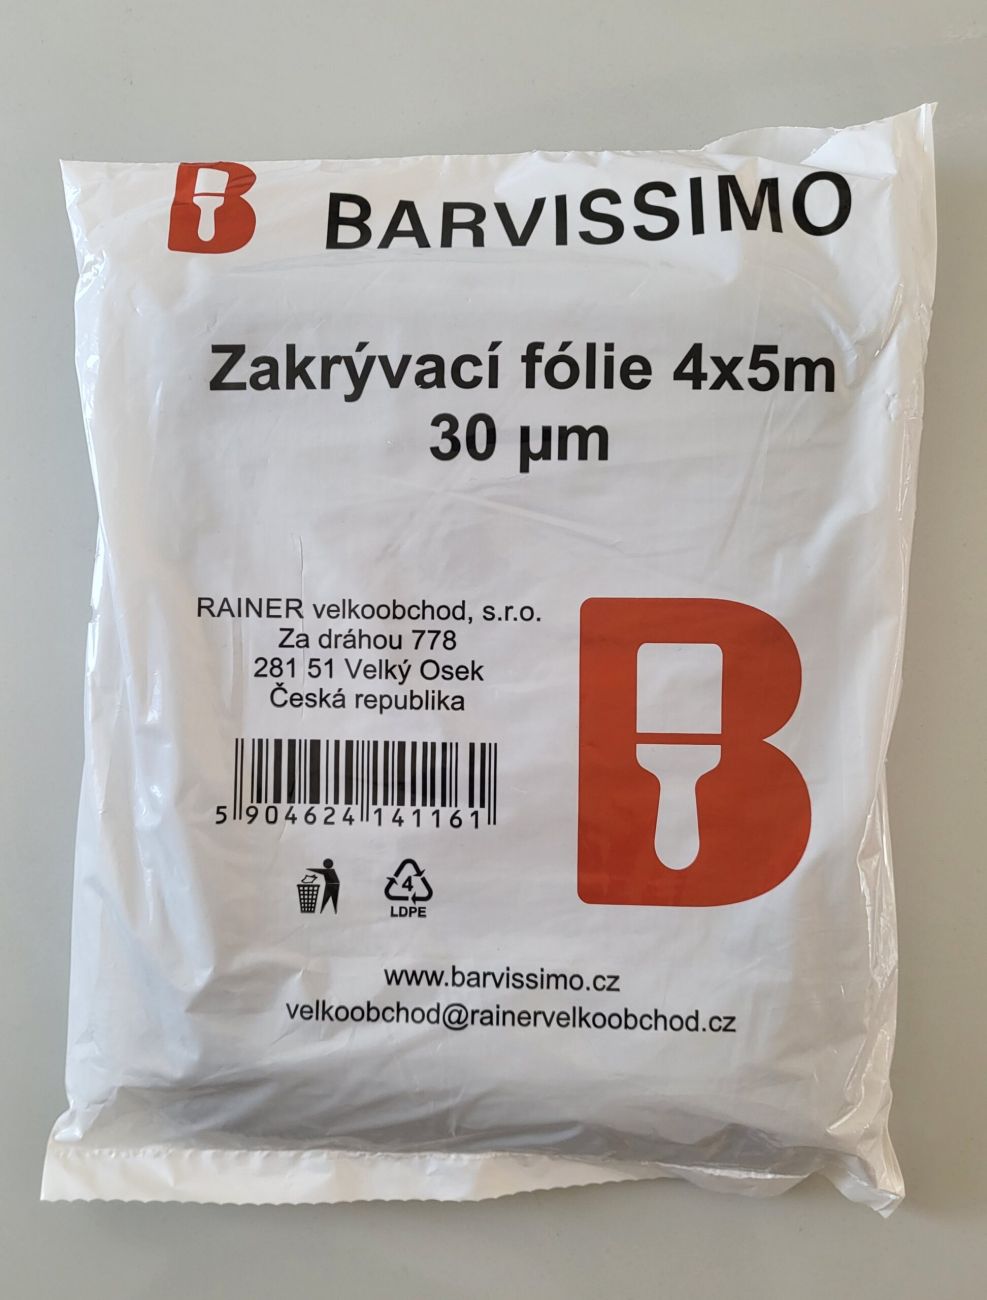 B BARVISSIMO
Zakrývací fólie 4x5m
30 µm
RAINER velkoobchod, s.r.o.
Za dráhou 778
281 51 Velký Osek
Česká republika
B
5 904624 141161
4
LDPE
www.barvissimo.cz
velkoobchod@rainervelkoobchod.cz